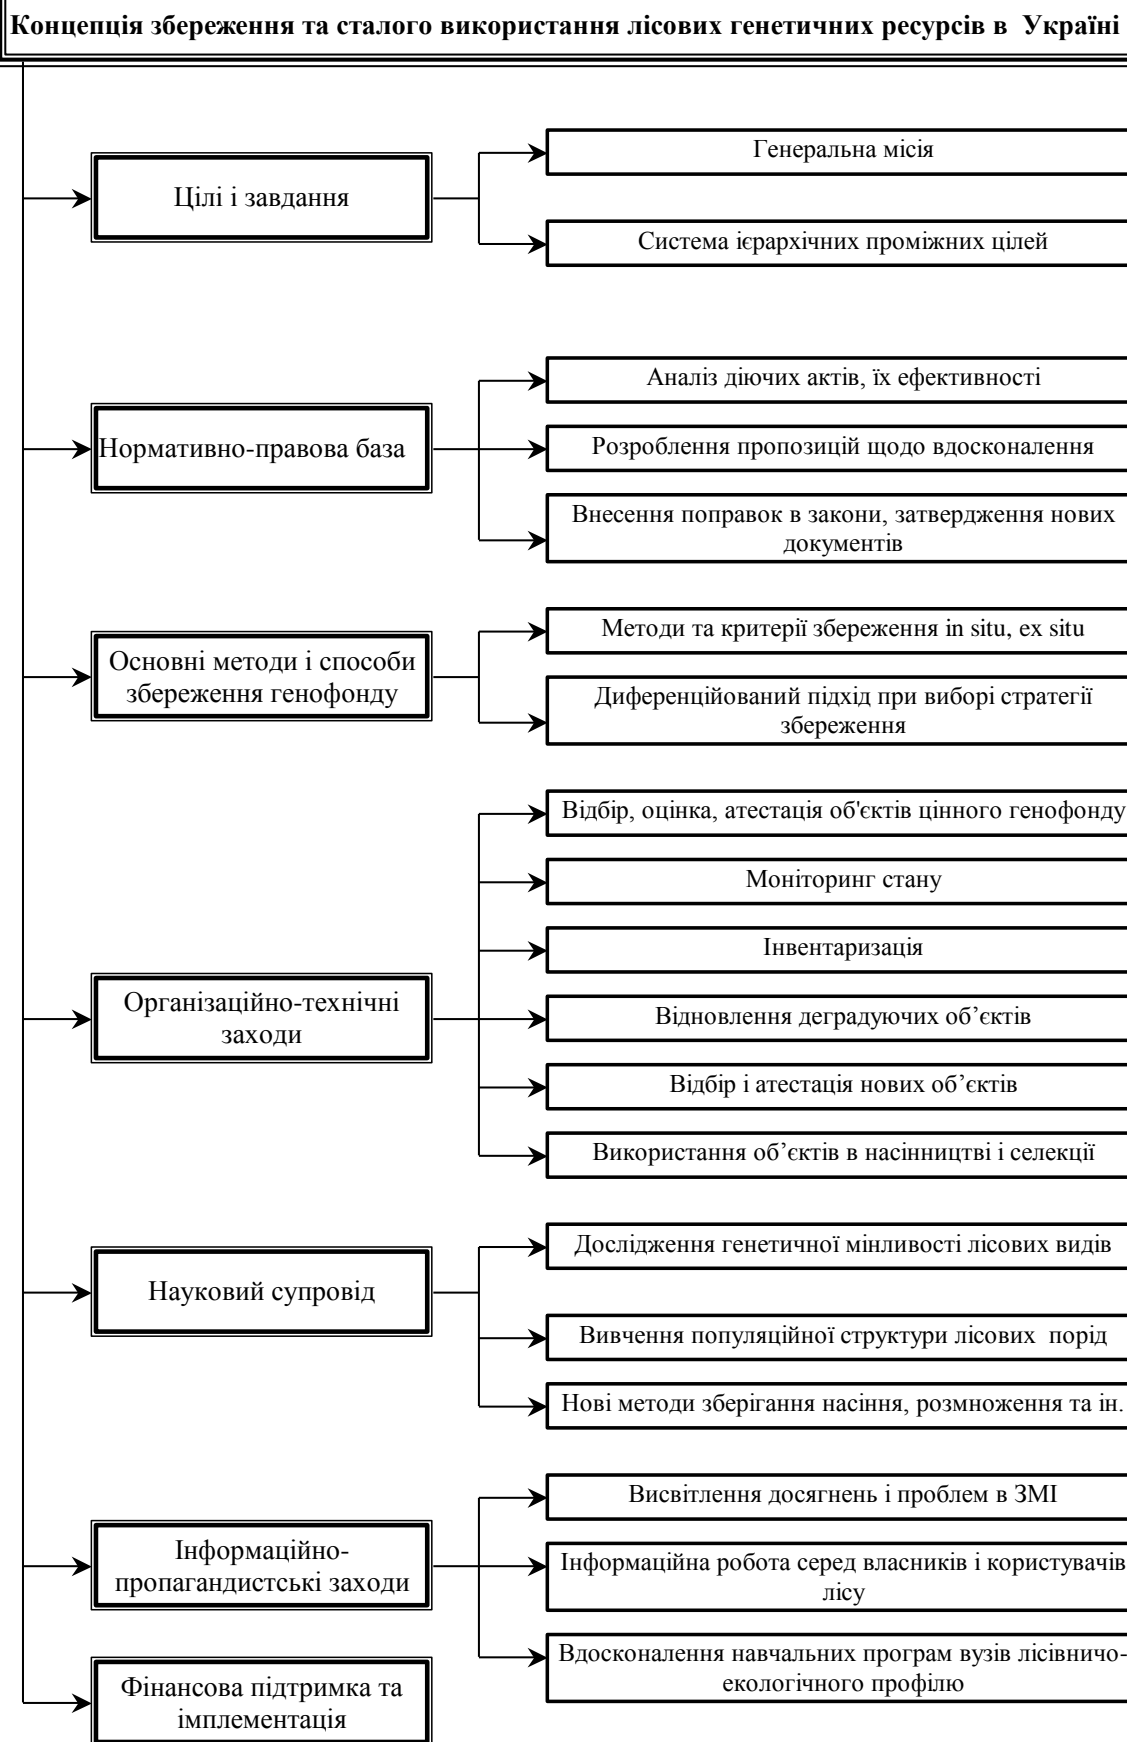 Концепція збереження та сталого використання лісових генетичних ресурсів в Україні
Цілі і завдання
Генеральна місія
Система ієрархічних проміжних цілей
Нормативно-правова база
Аналіз діючих актів, їх ефективності
Розроблення пропозицій щодо вдосконалення
Внесення поправок в закони, затвердження нових
документів
Основні методи і способи
збереження генофонду
Методи та критерії збереження in situ, ex situ
Диференційований підхід при виборі стратегії
збереження
Організаційно-технічні
заходи
Відбір, оцінка, атестація об'єктів цінного генофонду
Моніторинг стану
Інвентаризація
Відновлення деградуючих об’єктів
Відбір і атестація нових об’єктів
Використання об’єктів в насінництві і селекції
Науковий супровід
Дослідження генетичної мінливості лісових видів
Вивчення популяційної структури лісових порід
Нові методи зберігання насіння, розмноження та ін.
Інформаційно-
пропагандистські заходи
Висвітлення досягнень і проблем в ЗМІ
Інформаційна робота серед власників і користувачів
лісу
Вдосконалення навчальних програм вузів лісівничо-
екологічного профілю
Фінансова підтримка та
імплементація